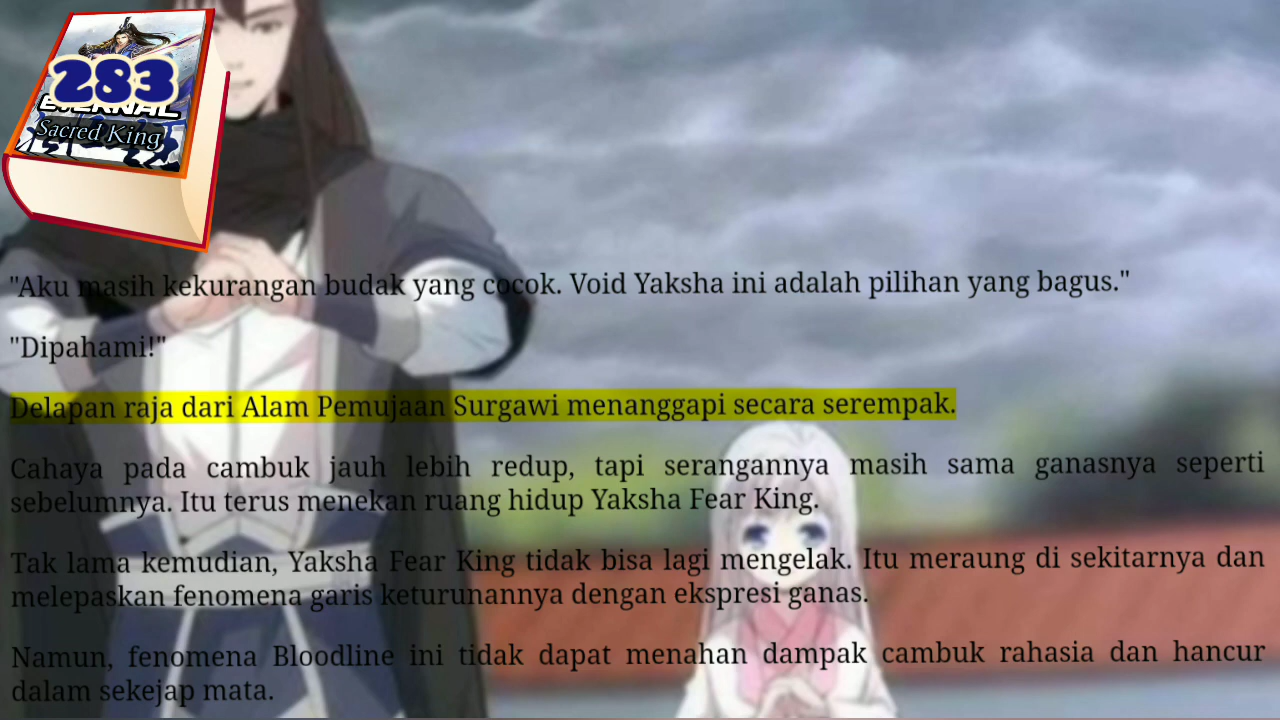 283
ETERNAL
Sacred King
"Aku masih kekurangan budak yang cocok. Void Yaksha ini adalah pilihan yang bagus."
"Dipahami!"
Delapan raja dari Alam Pemujaan Surgawi menanggapi secara serempak.
Cahaya pada cambuk jauh lebih redup, tapi serangannya masih sama ganasnya seperti
sebelumnya. Itu terus menekan ruang hidup Yaksha Fear King.
Tak lama kemudian, Yaksha Fear King tidak bisa lagi mengelak. Itu meraung di sekitarnya dan
melepaskan fenomena garis keturunannya dengan ekspresi ganas.
Namun, fenomena Bloodline ini tidak dapat menahan dampak cambuk rahasia dan hancur
dalam sekejap mata.